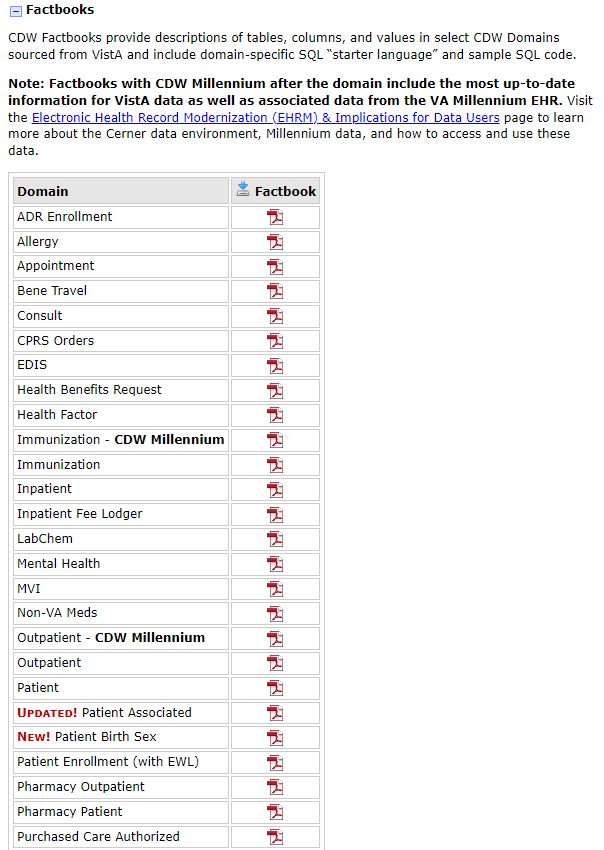 Factbooks
CDW Factbooks provide descriptions of tables, columns, and values in select CDW Domains
sourced from VistA and include domain-specific SQL “starter language” and sample SQL code.
Note: Factbooks with CDW Millennium after the domain include the most up-to-date
information for VistA data as well as associated data from the VA Millennium EHR. Visit
the Electronic Health Record Modernization (EHRM) & Implications for Data Users page to learn
more about the Cerner data environment, Millennium data, and how to access and use these
data.
Domain Factbook
ADR Enrollment
Allergy
Appointment
Bene Travel
Consult
CPRS Orders
EDIS
Health Benefits Request
Health Factor
Immunization - CDW Millennium
Immunization
Inpatient
Inpatient Fee Lodger
LabChem
Mental Health
MVI
Non-VA Meds
Outpatient - CDW Millennium
Outpatient
Patient
UPDATED! Patient Associated
NEW! Patient Birth Sex
Patient Enrollment (with EWL)
Pharmacy Outpatient
Pharmacy Patient
Purchased Care Authorized